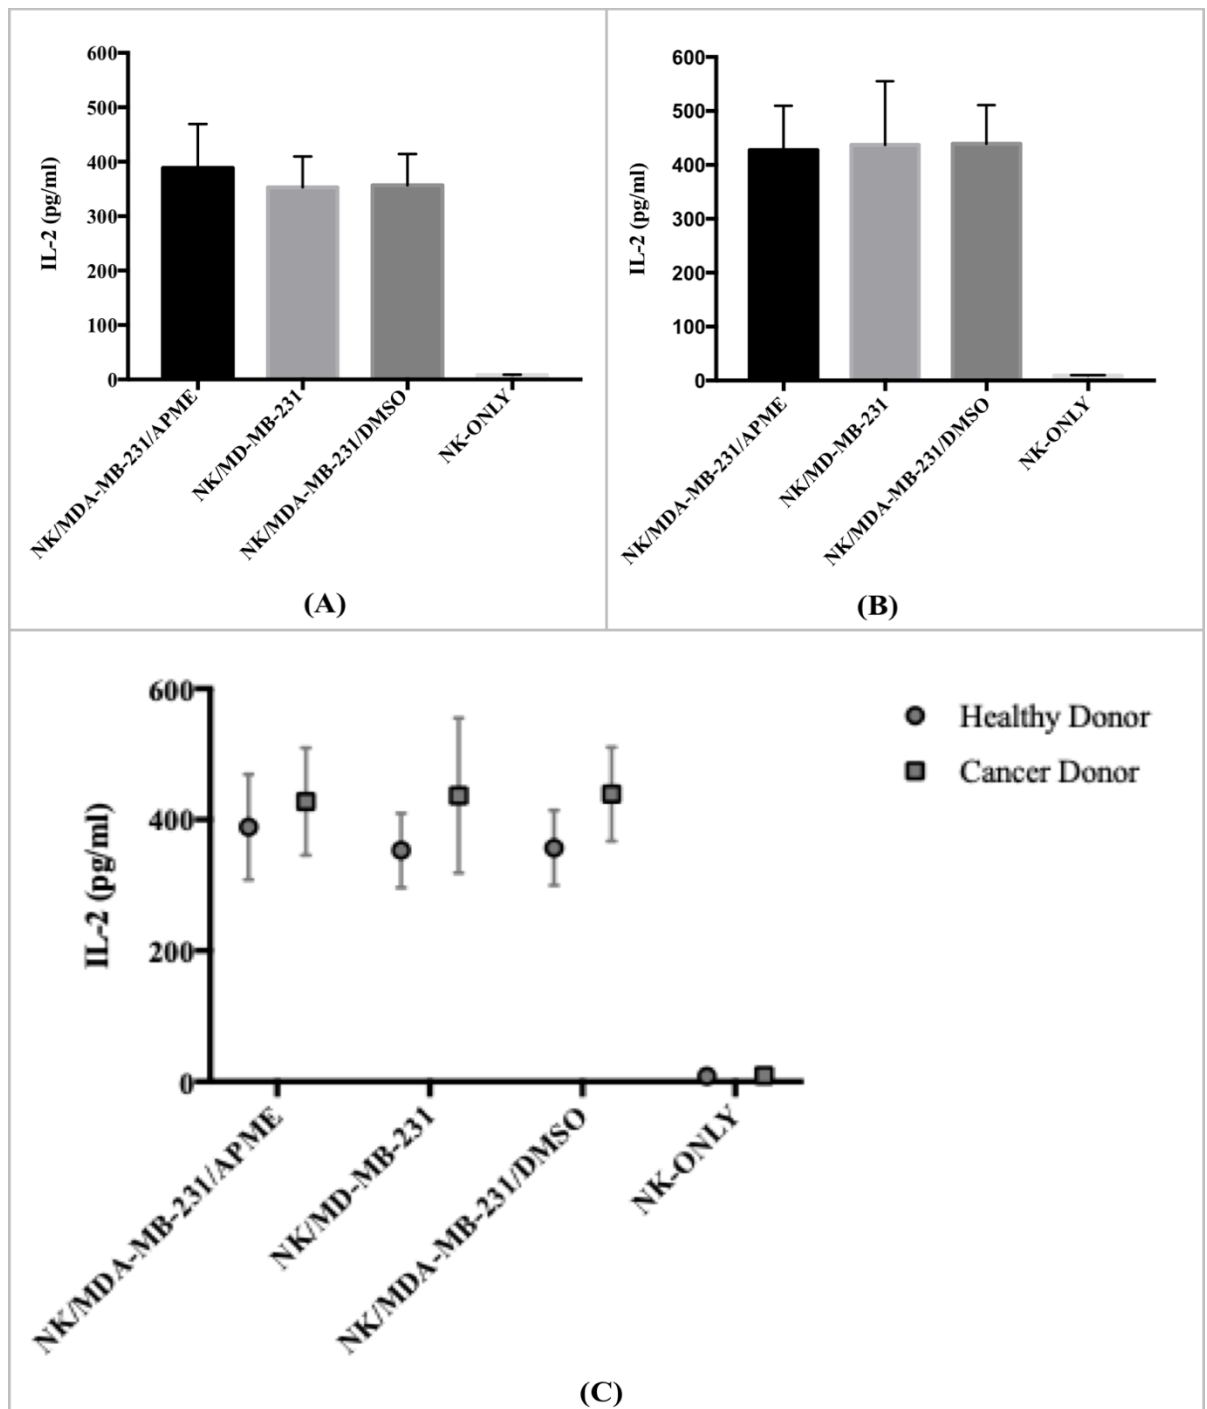 600
500
400
300
200
100
0
IL-2 (pg/ml)
NK/MDA-MB-231/APME
NK/MD-MB-231
NK/MDA-MB-231/DMSO
NK-ONLY
(A)
600
500
400
300
200
100
0
IL-2 (pg/ml)
NK/MDA-MB-231/APME
NK/MD-MB-231
NK/MDA-MB-231/DMSO
NK-ONLY
(B)
600
400
200
0
IL-2 (pg/ml)
NK/MDA-MB-231/APME
NK/MD-MB-231
NK/MDA-MB-231/DMSO
NK-ONLY
Healthy Donor
Cancer Donor
(C)